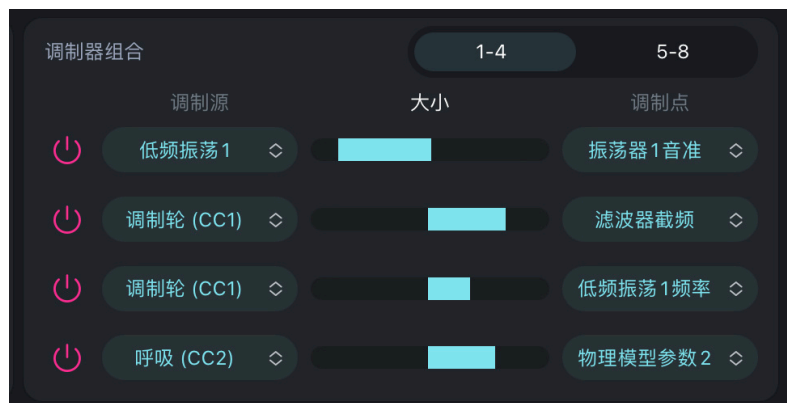 调制器组合 1-4 5-8
调制源 大小 调制点
低频振荡1 振荡器1音准
调制轮 (CC1) 滤波器截频
调制轮 (CC1) 低频振荡1频率
呼吸 (CC2) 物理模型参数2